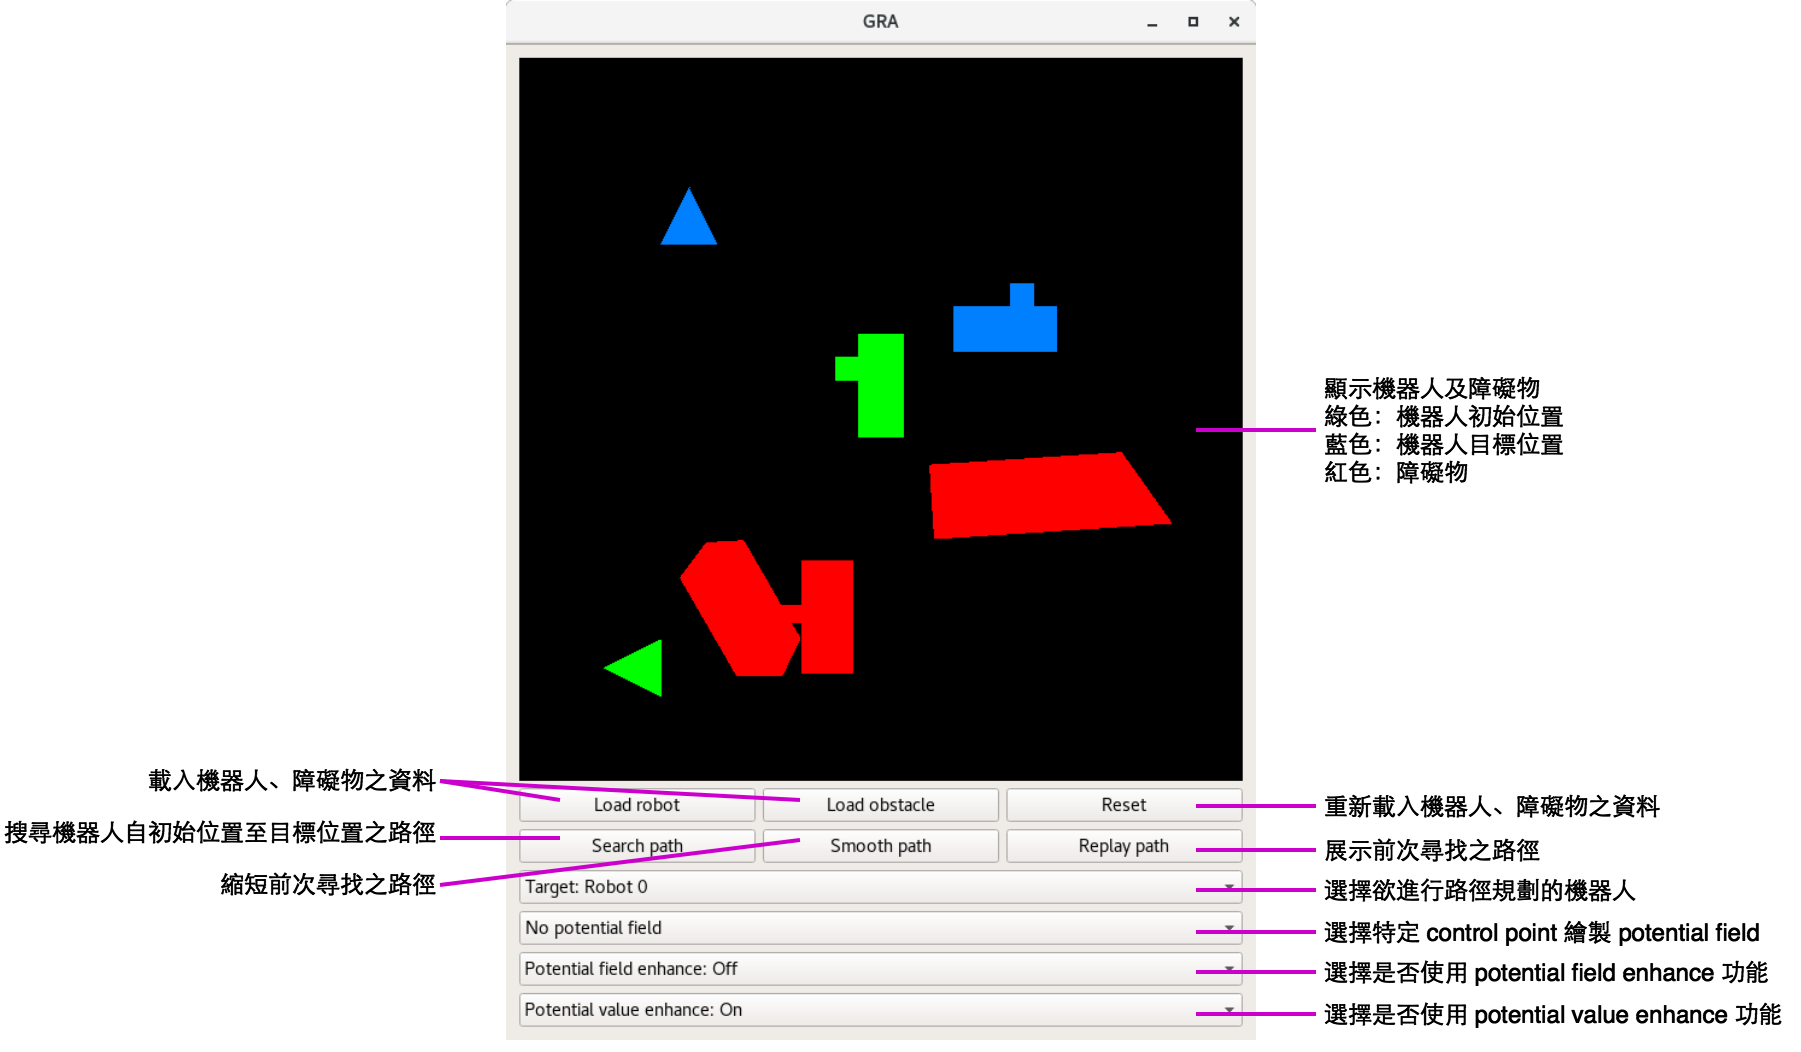 GRA
顯示機器人及障礙物
綠色：機器人初始位置
藍色：機器人目標位置
紅色：障礙物
載入機器人、障礙物之資料
搜尋機器人自初始位置至目標位置之路徑
縮短前次尋找之路徑
Load robot
Load obstacle
Reset
Search path
Smooth path
Replay path
Target: Robot 0
No potential field
Potential field enhance: Off
Potential value enhance: On
重新載入機器人、障礙物之資料
展示前次尋找之路徑
選擇欲進行路徑規劃的機器人
選擇特定 control point 繪製 potential field
選擇是否使用 potential field enhance 功能
選擇是否使用 potential value enhance 功能